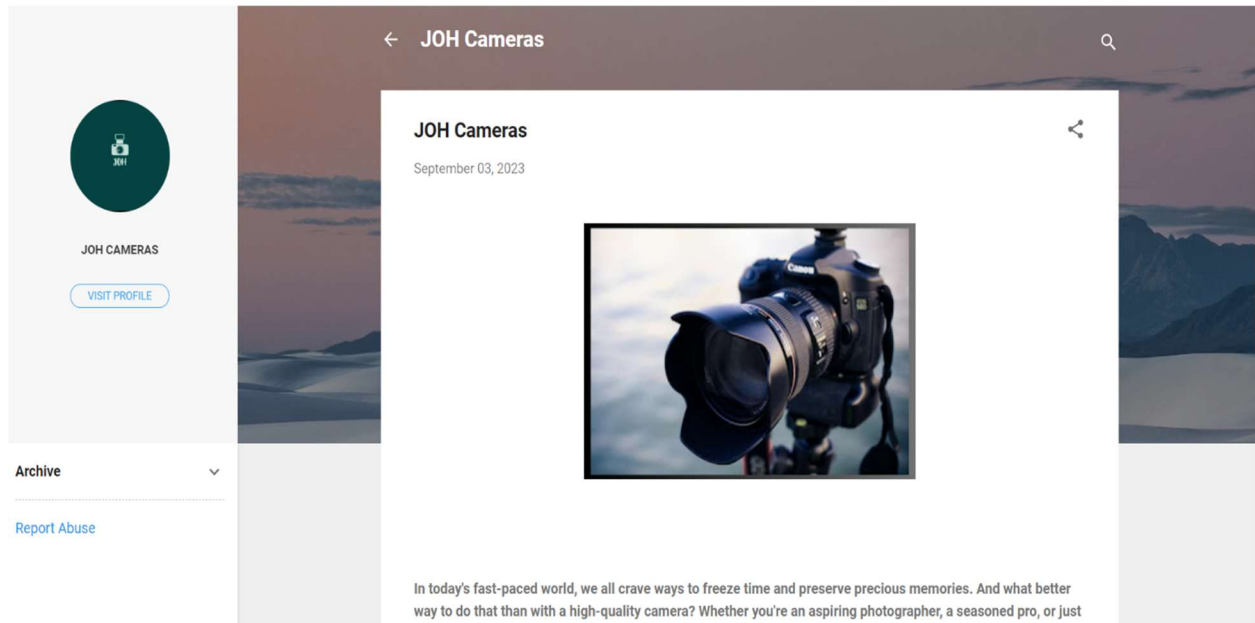 JOH Cameras
JOH
JOH CAMERAS
VISIT PROFILE
Archive
Report Abuse
JOH Cameras
September 03, 2023
Canon
In today's fast-paced world, we all crave ways to freeze time and preserve precious memories. And what better
way to do that than with a high-quality camera? Whether you're an aspiring photographer, a seasoned pro, or just